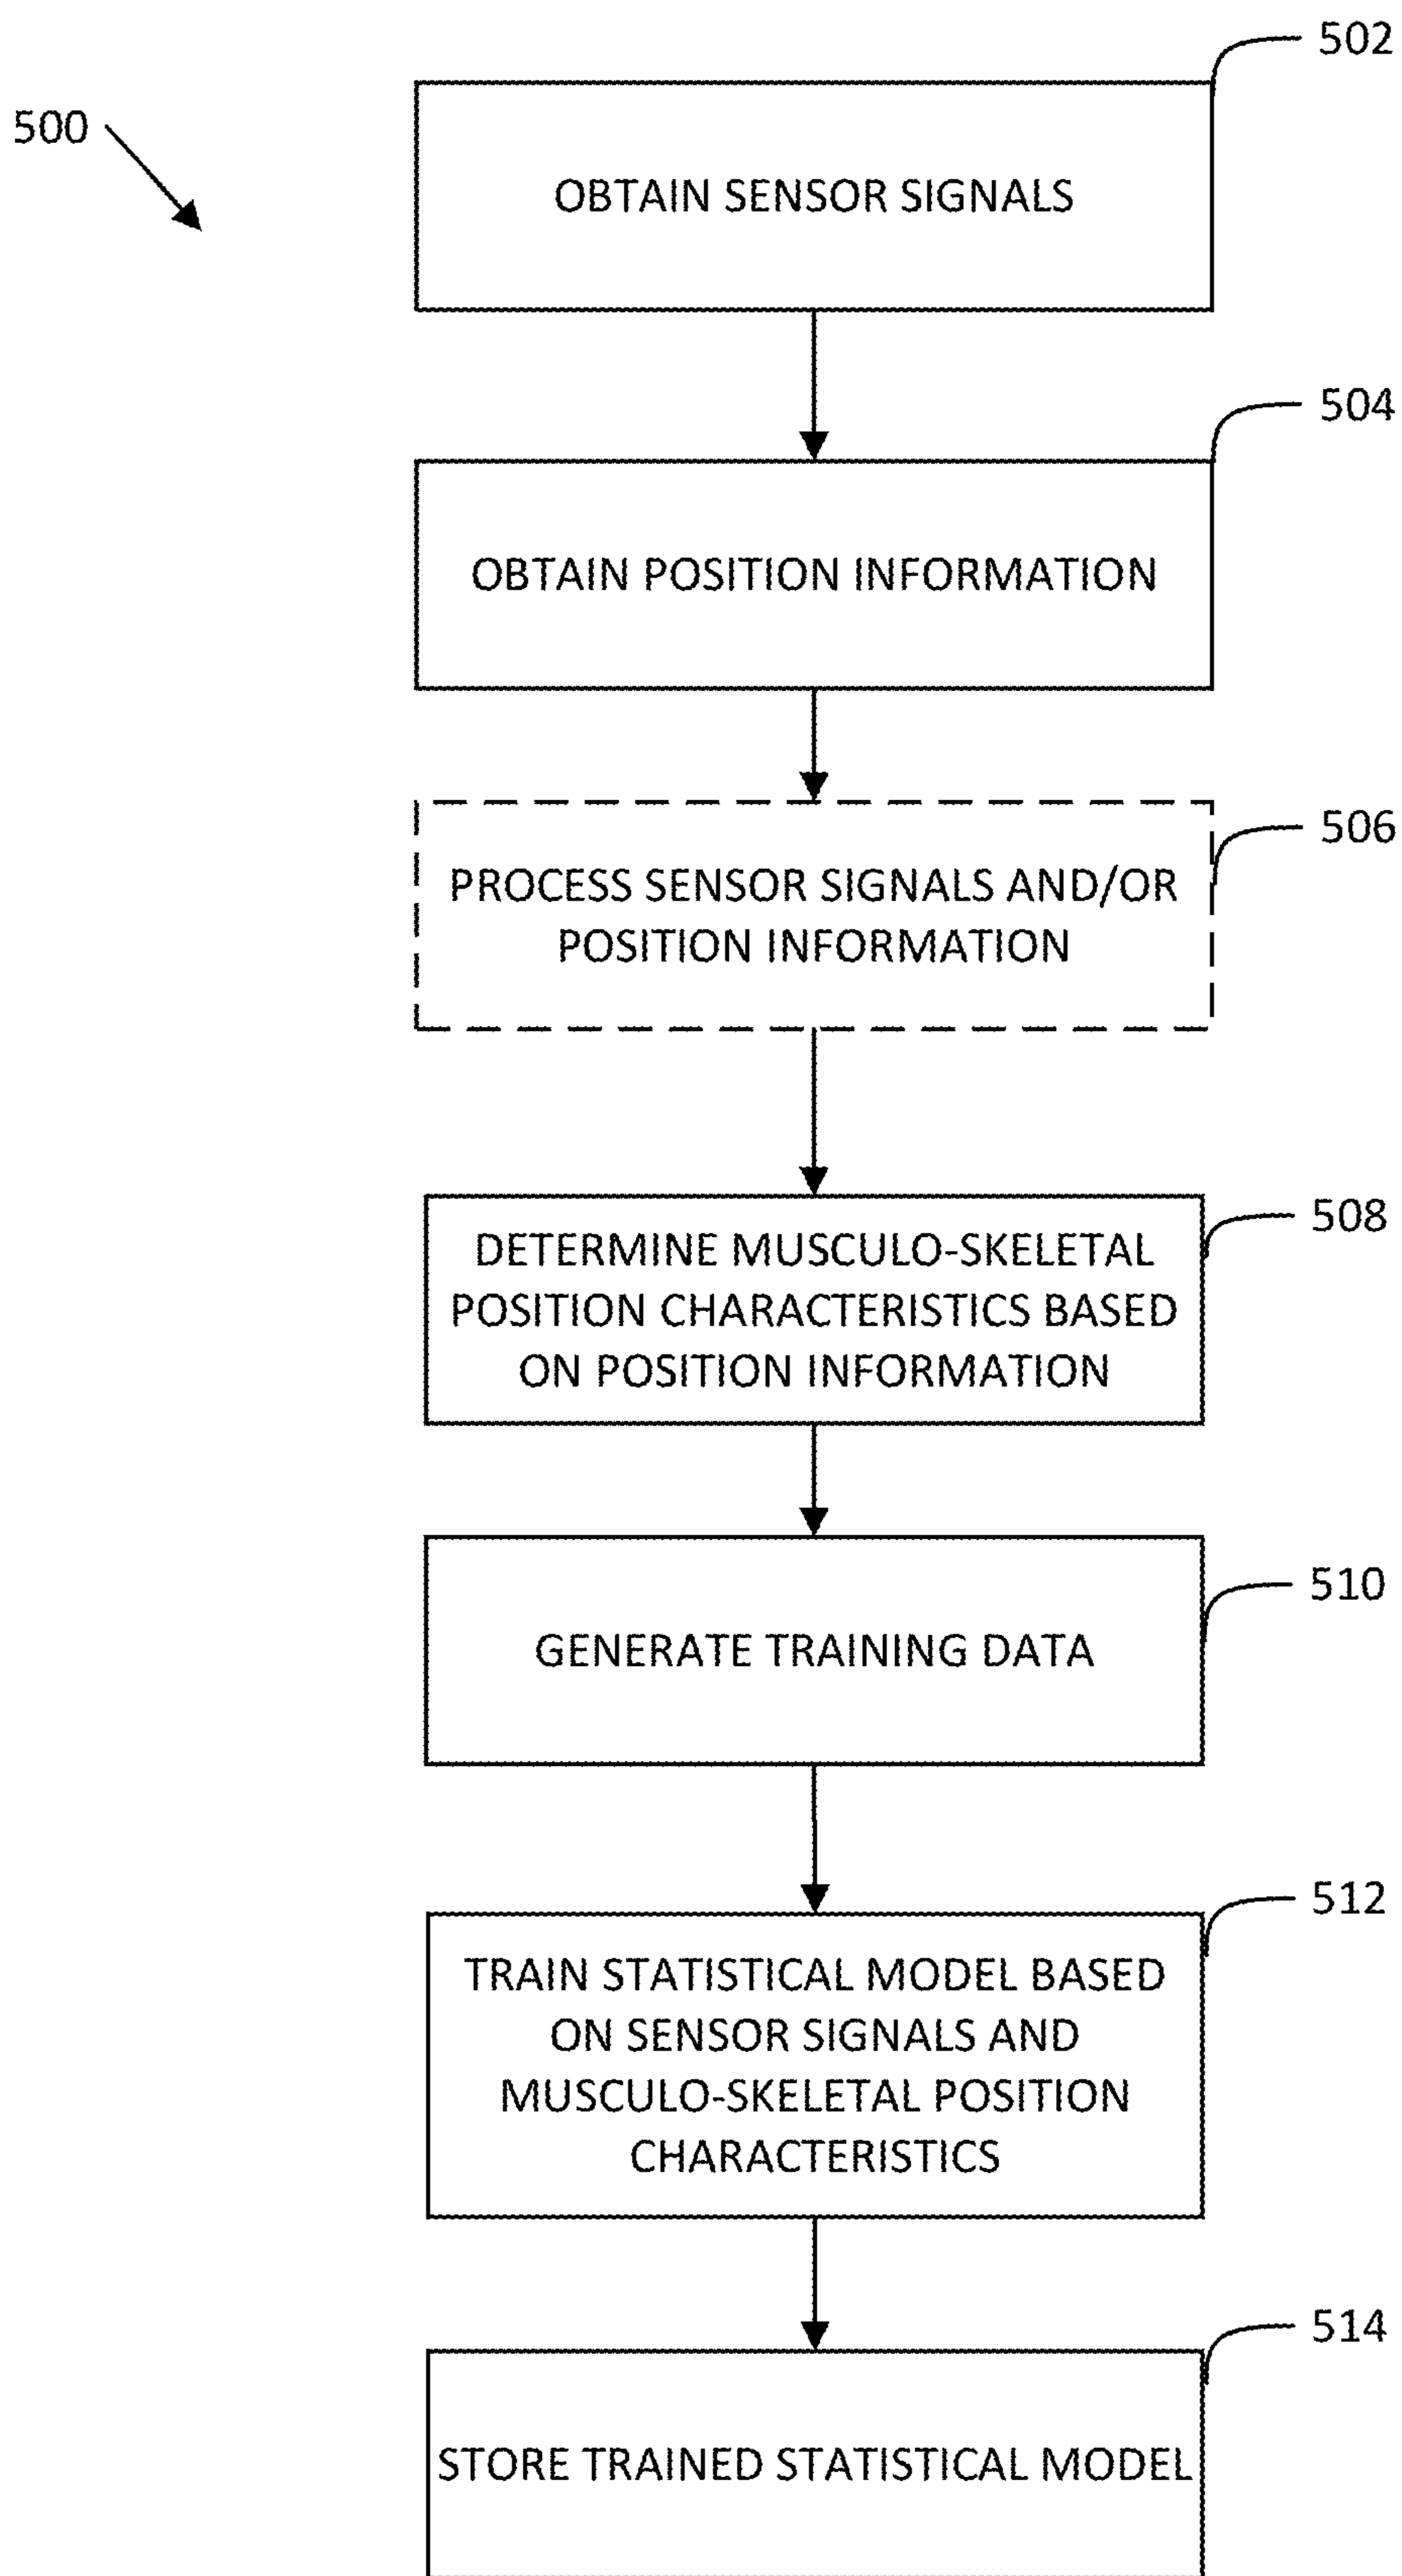 502
500
OBTAIN SENSOR SIGNALS
504
OBTAIN POSITION INFORMATION
506
PROCESS SENSOR SIGNALS AND/OR
POSITION INFORMATION
508
DETERMINE MUSCULO-SKELETAL
POSITION CHARACTERISTICS BASED
ON POSITION INFORMATION
510
GENERATE TRAINING DATA
512
TRAIN STATISTICAL MODEL BASED
ON SENSOR SIGNALS AND
MUSCULO-SKELETAL POSITION
CHARACTERISTICS
514
STORE TRAINED STATISTICAL MODEL